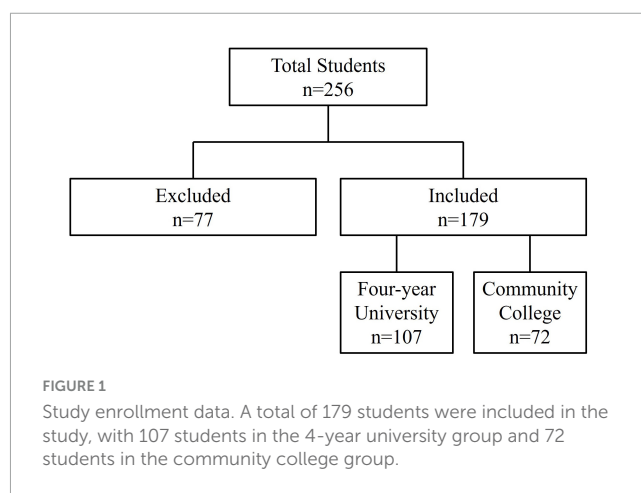 Total Students
n=256
Excluded
n=77
Included
n=179
Four-year
University
n=107
Community
College
n=72
FIGURE 1
Study enrollment data. A total of 179 students were included in the
study, with 107 students in the 4-year university group and 72
students in the community college group.